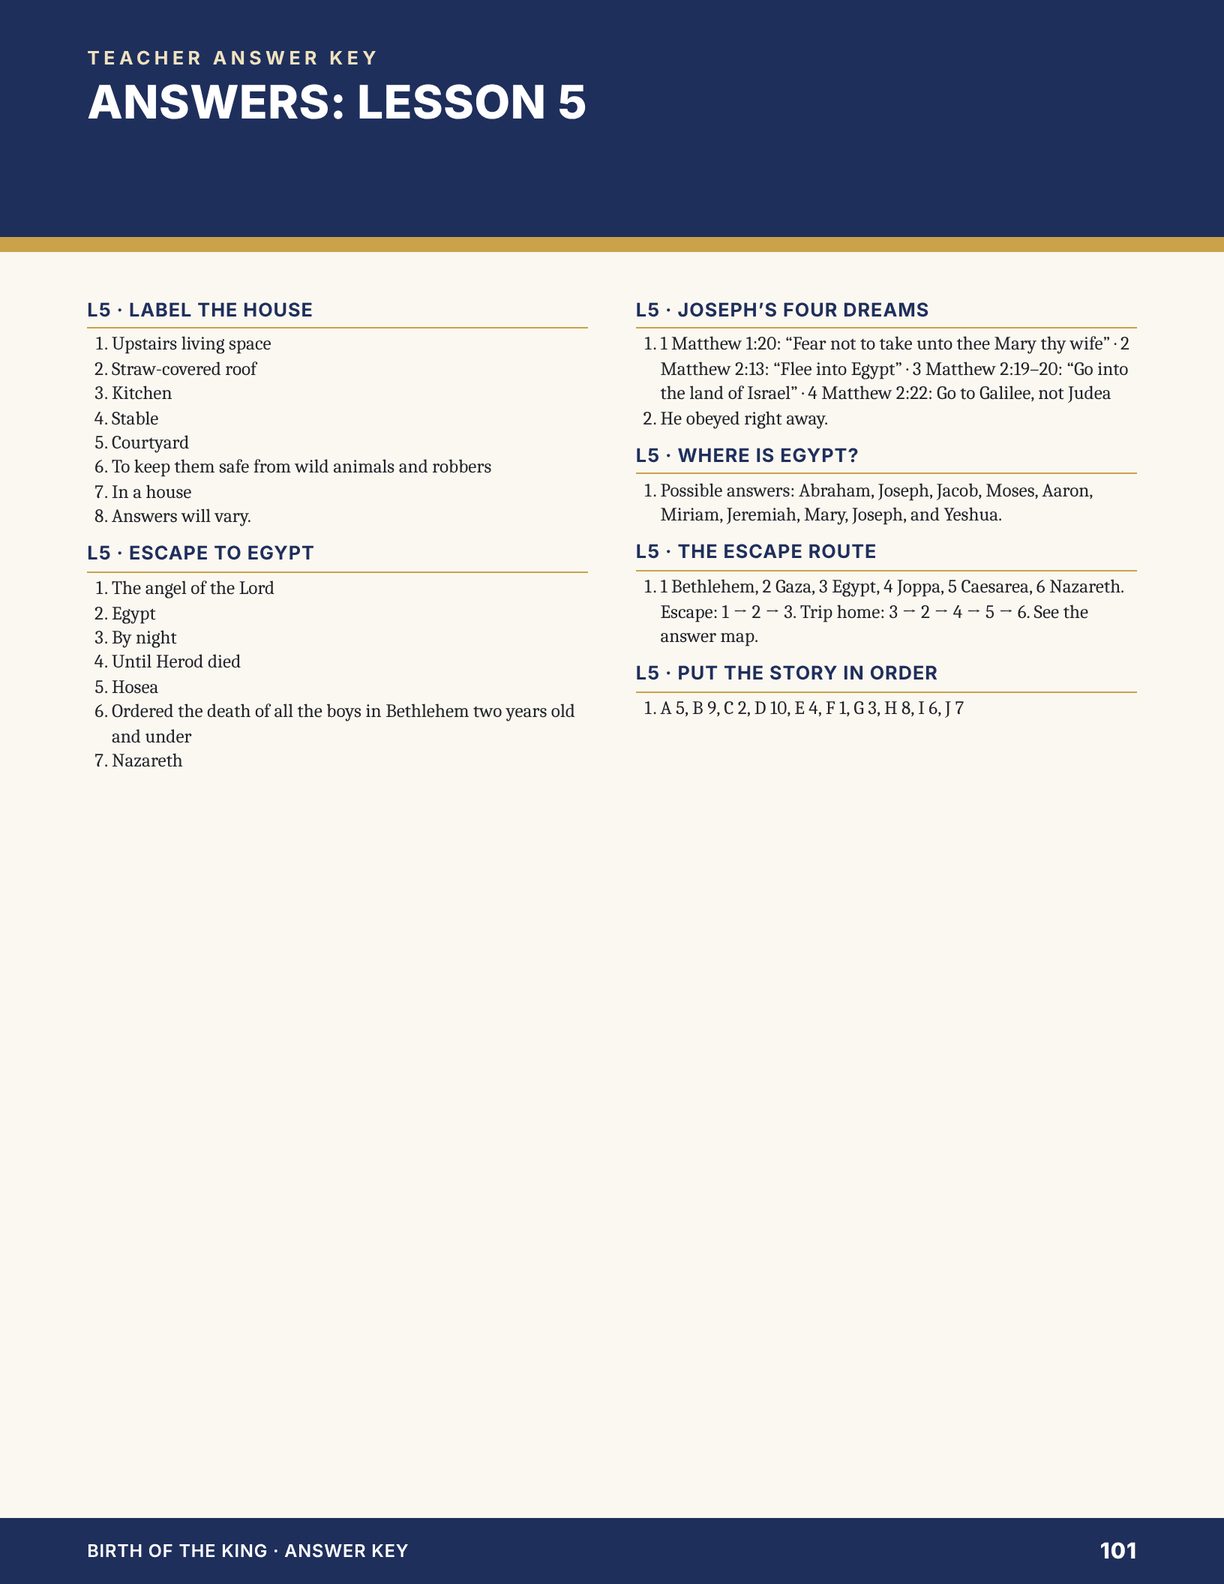 TEACHER ANSWER KEY
ANSWERS: LESSON 5
L5 · LABEL THE HOUSE
1. Upstairs living space
2. Straw-covered roof
3. Kitchen
4. Stable
5. Courtyard
6. To keep them safe from wild animals and robbers
7. In a house
8. Answers will vary.
L5 · ESCAPE TO EGYPT
1. The angel of the Lord
2. Egypt
3. By night
4. Until Herod died
5. Hosea
6. Ordered the death of all the boys in Bethlehem two years old
and under
7. Nazareth
L5 · JOSEPH’S FOUR DREAMS
1. 1 Matthew 1:20: “Fear not to take unto thee Mary thy wife” · 2
Matthew 2:13: “Flee into Egypt” · 3 Matthew 2:19–20: “Go into
the land of Israel” · 4 Matthew 2:22: Go to Galilee, not Judea
2. He obeyed right away.
L5 · WHERE IS EGYPT?
1. Possible answers: Abraham, Joseph, Jacob, Moses, Aaron,
Miriam, Jeremiah, Mary, Joseph, and Yeshua.
L5 · THE ESCAPE ROUTE
1. 1 Bethlehem, 2 Gaza, 3 Egypt, 4 Joppa, 5 Caesarea, 6 Nazareth.
Escape: 1 → 2 → 3. Trip home: 3 → 2 → 4 → 5 → 6. See the
answer map.
L5 · PUT THE STORY IN ORDER
1. A 5, B 9, C 2, D 10, E 4, F 1, G 3, H 8, I 6, J 7
BIRTH OF THE KING · ANSWER KEY
101